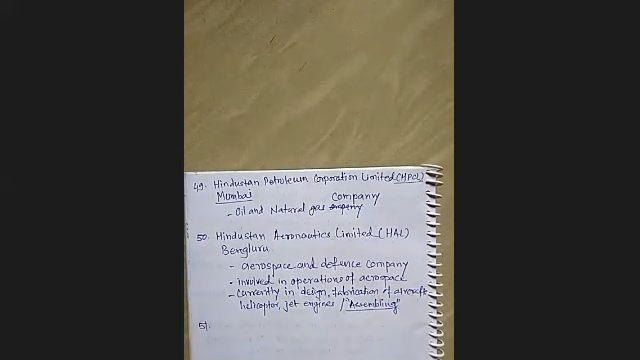 49. Hindustan Petroleum Corporation Limited (HPCL)
Mumbai
Company
- Oil and Natural gas
50. Hindustan Aeronautics Limited (HAL)
Bengluru
- aerospace and defence company
- involved in operations of aerospace
- Currently in design, fabrication of aircraft
helicopter, jet engines / "Assembling"
51.